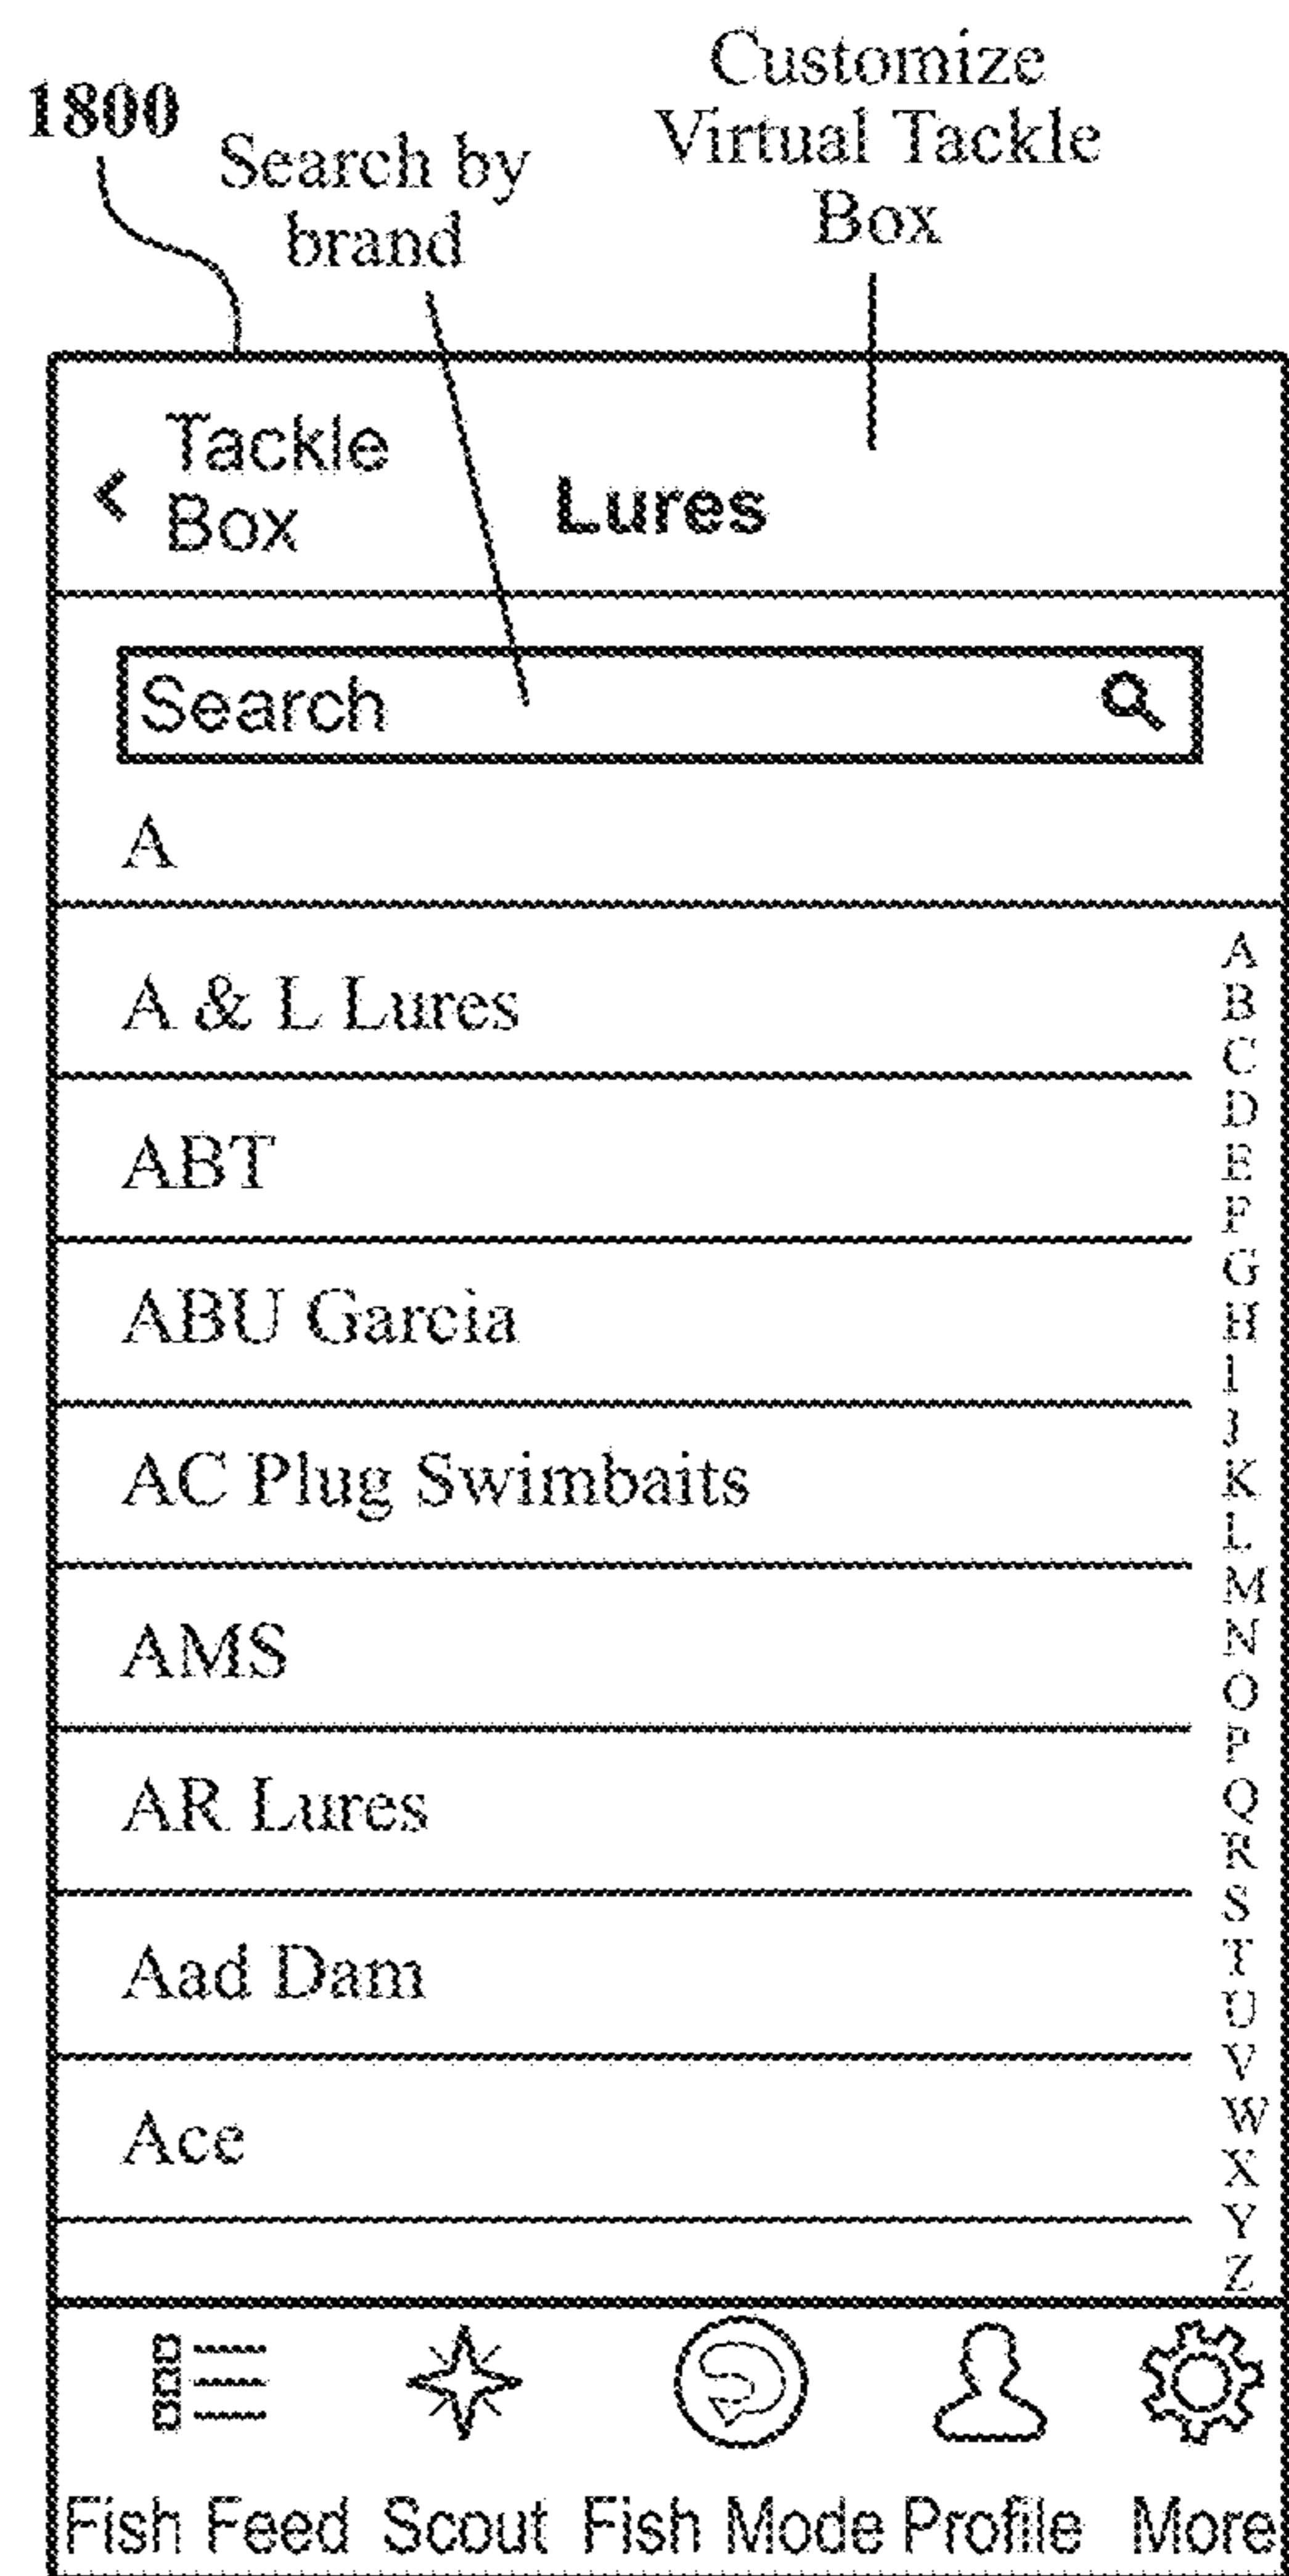 1800
Customize
Virtual Tackle
Box
Search by
brand
Tackle
Box
Lures
Search
A
A & L Lures
ABT
ABU Garcia
AC Plug Swimbaits
AMS
AR Lures
Aad Dam
Ace
A
B
C
D
E
F
G
H
I
J
K
L
M
N
O
P
Q
R
S
T
U
V
W
X
Y
Z
Fish Feed Scout Fish Mode Profile More